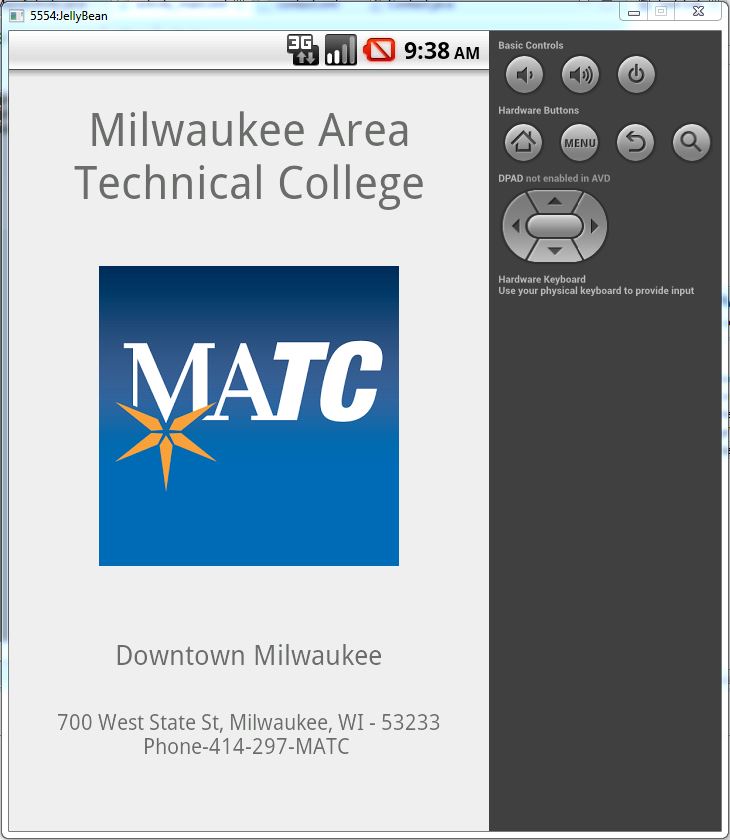 5554:JellyBean
3G
9:38 AM
Milwaukee Area
Technical College
MATC
Downtown Milwaukee
700 West State St, Milwaukee, WI - 53233
Phone-414-297-MATC
Basic Controls
Hardware Buttons
MENU
DPAD not enabled in AVD
Hardware Keyboard
Use your physical keyboard to provide input